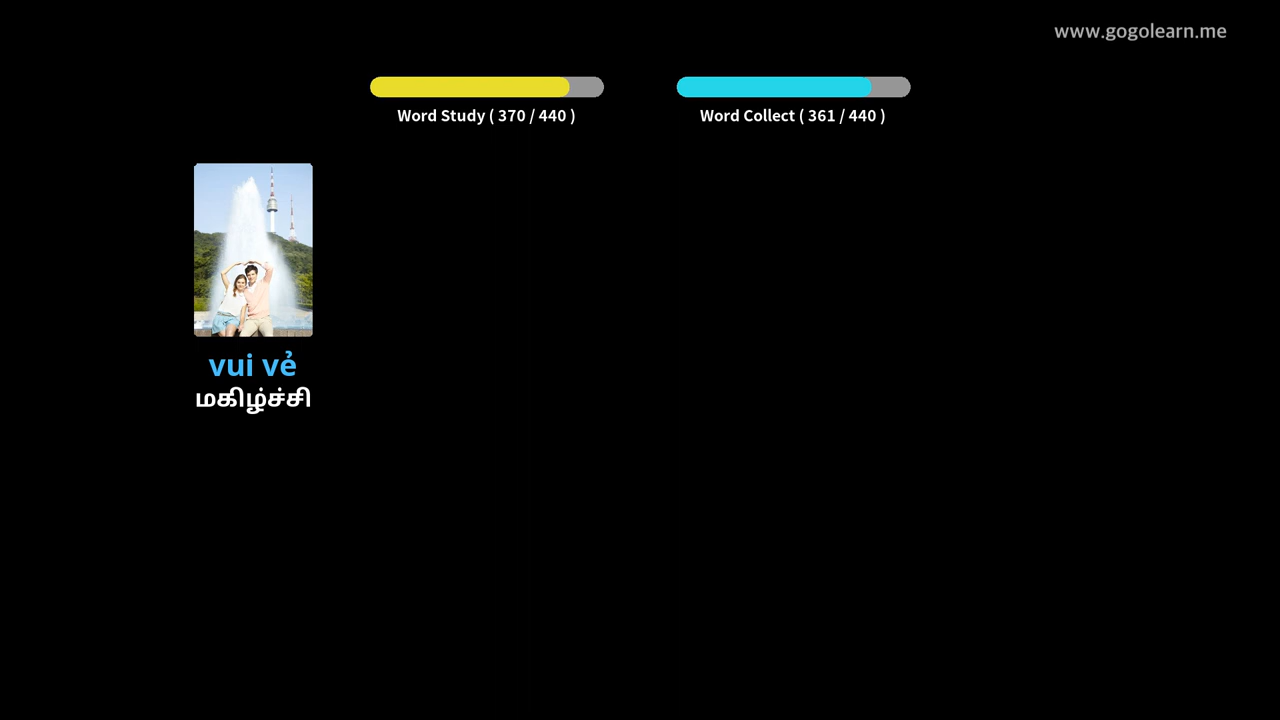 www.gogolearn.me
Word Study ( 370 / 440 )
Word Collect ( 361 / 440 )
vui vẻ
மகிழ்ச்சி